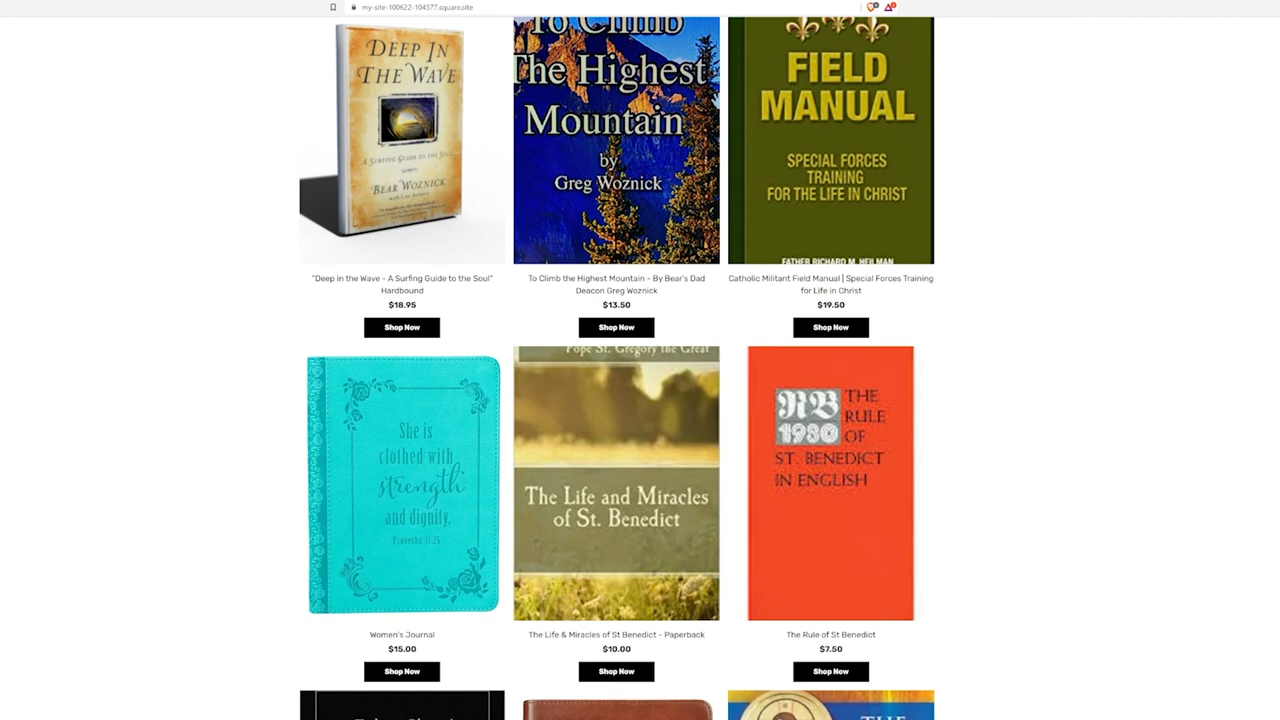 my-site-100622-104377.square.site
DEEP IN
THE WAVE
A SURFING GUIDE TO THE SOUL
BEAR WOZNICK
To Climb
The Highest
Mountain
by
Greg Woznick
FIELD
MANUAL
SPECIAL FORCES
TRAINING
FOR THE LIFE IN CHRIST
FATHER RICHARD M. HEILMAN
"Deep in the Wave - A Surfing Guide to the Soul"
Hardbound
$18.95
Shop Now
To Climb the Highest Mountain - By Bear's Dad
Deacon Greg Woznick
$13.50
Shop Now
Catholic Militant Field Manual | Special Forces Training
for Life in Christ
$19.50
Shop Now
She is
clothed with
strength
and dignity.
Proverbs 31:25
Pope St. Gregory the Great
The Life and Miracles
of St. Benedict
RB
1980
THE
RULE
OF
ST. BENEDICT
IN ENGLISH
Women's Journal
$15.00
Shop Now
The Life & Miracles of St Benedict - Paperback
$10.00
Shop Now
The Rule of St Benedict
$7.50
Shop Now
THE